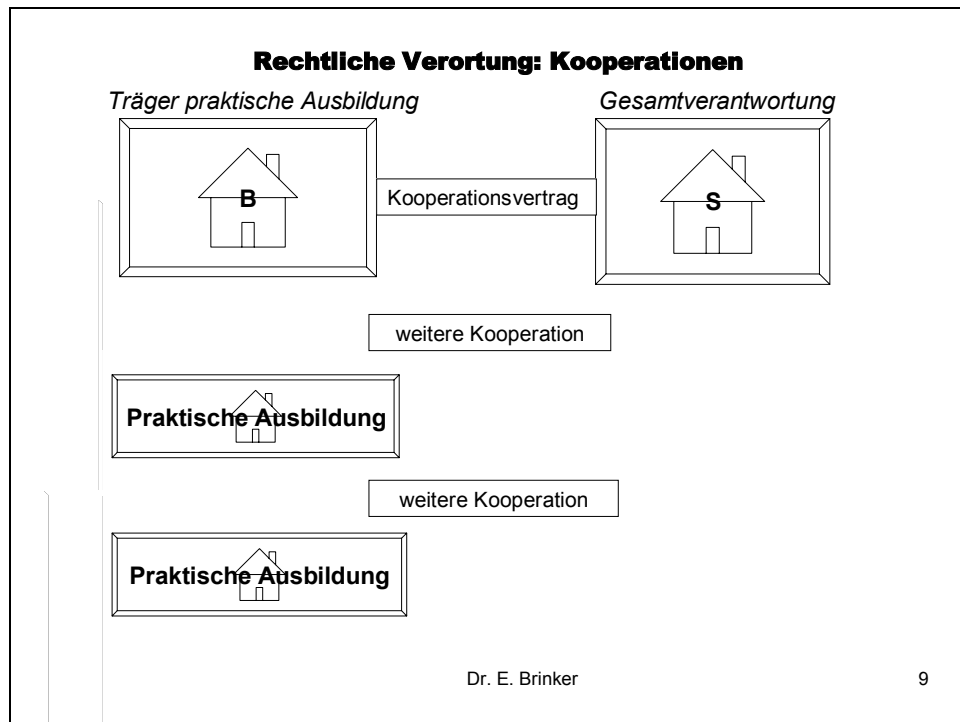 Rechtliche Verortung: Kooperationen
Träger praktische Ausbildung
Gesamtverantwortung
B
Kooperationsvertrag
S
weitere Kooperation
Praktische Ausbildung
weitere Kooperation
Praktische Ausbildung
Dr. E. Brinker
9